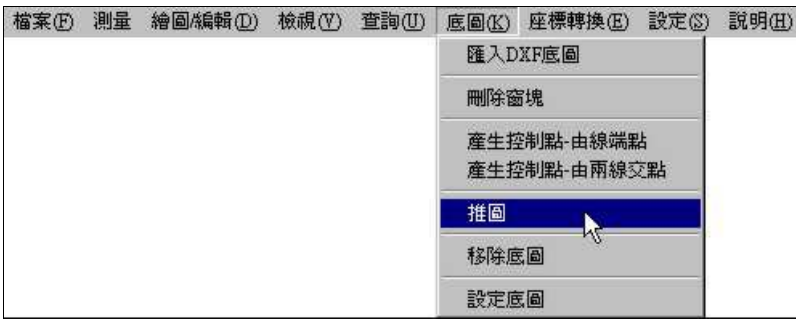 檔案(F) 測量 繪圖/編輯(D) 檢視(V) 查詢(U) 底圖(K) 座標轉換(E) 設定(S) 說明(H)
匯入DXF底圖
刪除窗塊
產生控制點-由線端點
產生控制點-由兩線交點
推圖
移除底圖
設定底圖